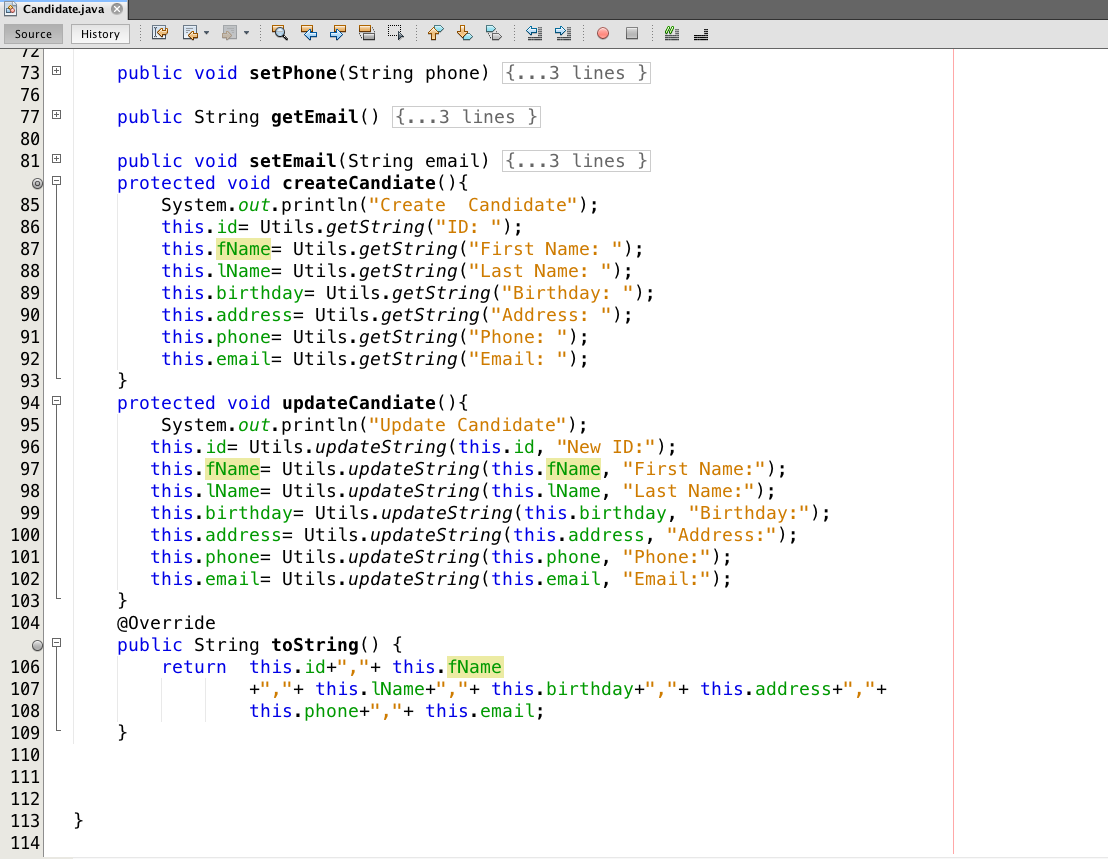 Candidate.java
Source History
72
73 public void setPhone(String phone) {...3 lines }
76
77 public String getEmail() {...3 lines }
80
81 public void setEmail(String email) {...3 lines }
protected void createCandiate(){
85 System.out.println("Create  Candidate");
86 this.id= Utils.getString("ID: ");
87 this.fName= Utils.getString("First Name: ");
88 this.lName= Utils.getString("Last Name: ");
89 this.birthday= Utils.getString("Birthday: ");
90 this.address= Utils.getString("Address: ");
91 this.phone= Utils.getString("Phone: ");
92 this.email= Utils.getString("Email: ");
93 }
94 protected void updateCandiate(){
95 System.out.println("Update Candidate");
96 this.id= Utils.updateString(this.id, "New ID:");
97 this.fName= Utils.updateString(this.fName, "First Name:");
98 this.lName= Utils.updateString(this.lName, "Last Name:");
99 this.birthday= Utils.updateString(this.birthday, "Birthday:");
100 this.address= Utils.updateString(this.address, "Address:");
101 this.phone= Utils.updateString(this.phone, "Phone:");
102 this.email= Utils.updateString(this.email, "Email:");
103 }
104 @Override
public String toString() {
106 return  this.id+","+ this.fName
107 +","+ this.lName+","+ this.birthday+","+ this.address+","+
108 this.phone+","+ this.email;
109 }
110
111
112
113 }
114